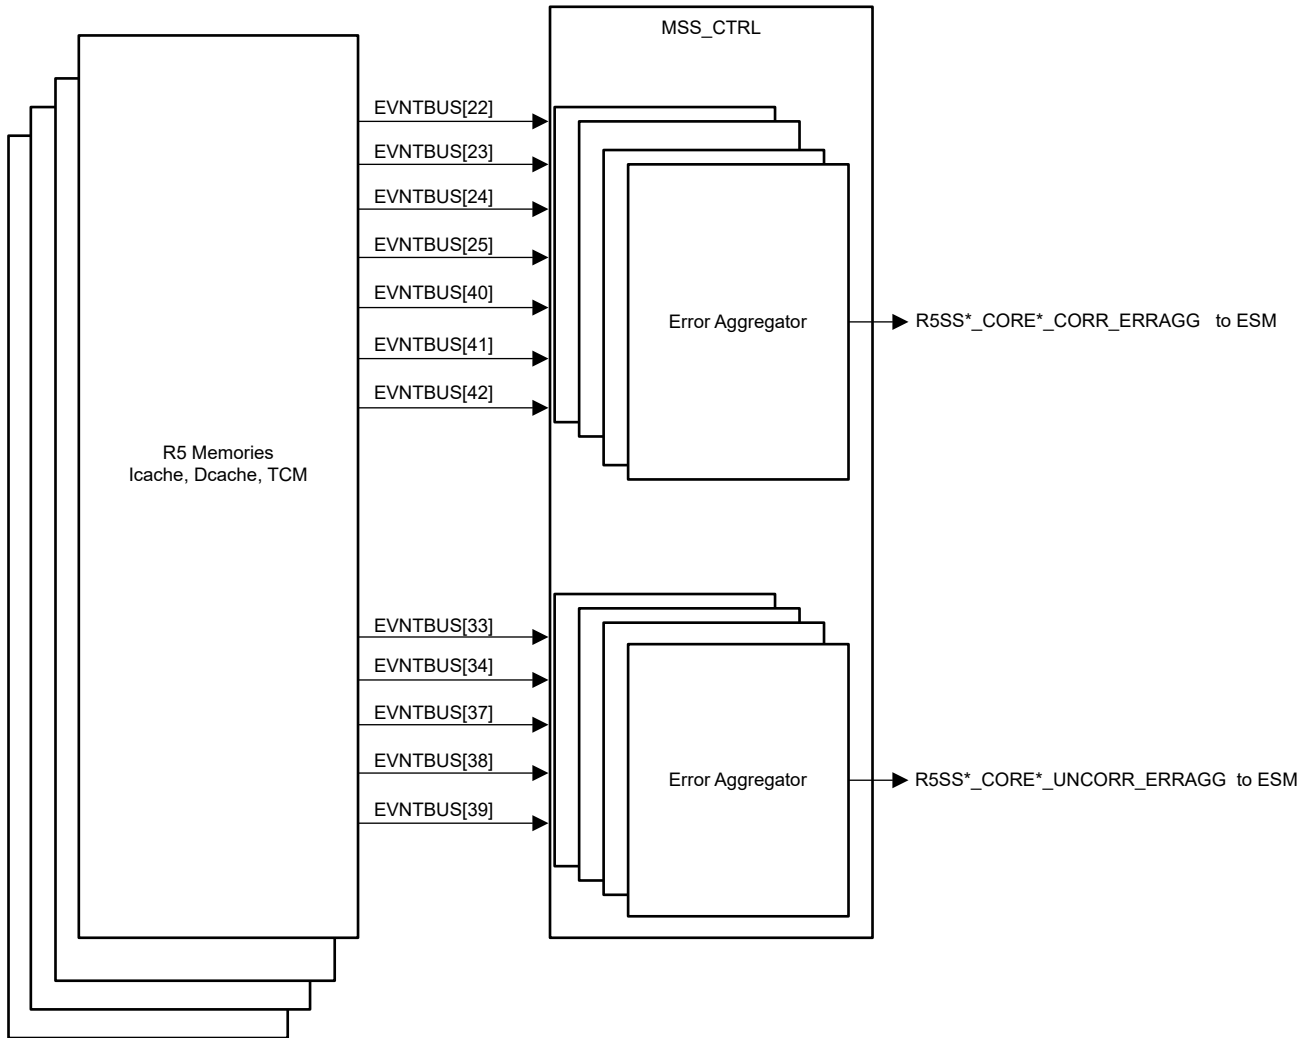 MSS_CTRL
EVNTBUS[22]
EVNTBUS[23]
EVNTBUS[24]
EVNTBUS[25]
EVNTBUS[40]
EVNTBUS[41]
EVNTBUS[42]
Error Aggregator
R5SS*_CORE*_CORR_ERRAGG to ESM
R5 Memories
Icache, Dcache, TCM
EVNTBUS[33]
EVNTBUS[34]
EVNTBUS[37]
EVNTBUS[38]
EVNTBUS[39]
Error Aggregator
R5SS*_CORE*_UNCORR_ERRAGG to ESM